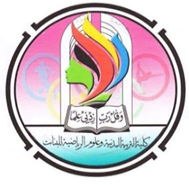 وقل رب زدني علما
كلية التربية البدنية وعلوم الرياضة للبنات